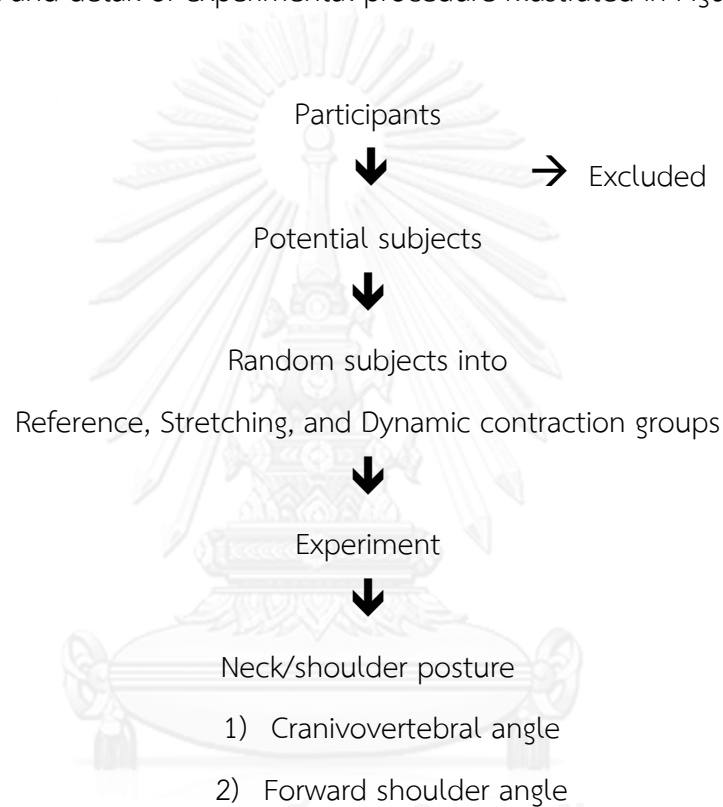 Participants
→ Excluded
Potential subjects
Random subjects into
Reference, Stretching, and Dynamic contraction groups
Experiment
Neck/shoulder posture
1) Cranivovertebral angle
2) Forward shoulder angle